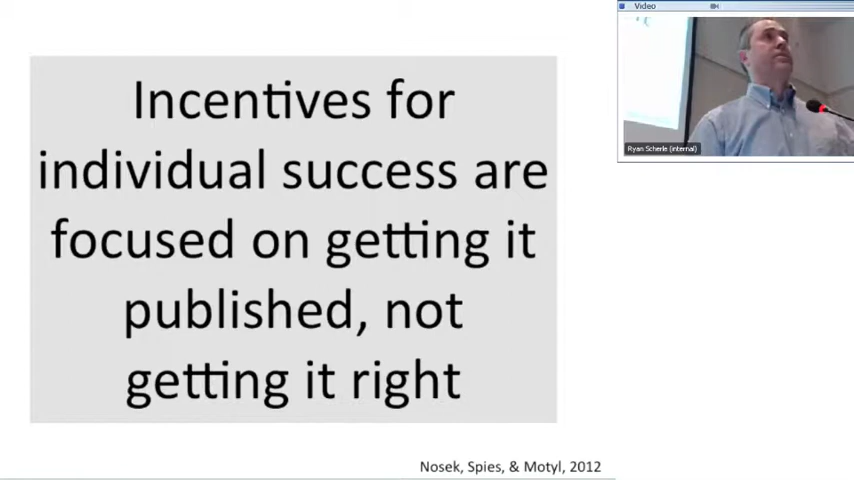 Video
Incentives for
individual success are
focused on getting it
published, not
getting it right
Ryan Scherle (internal)
Nosek, Spies, & Motyl, 2012